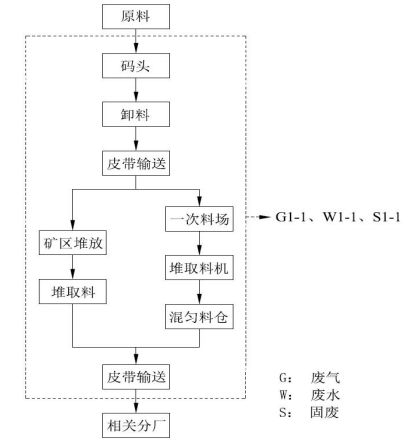 原料
码头
卸料
皮带输送
一次料场
G1-1、W1-1、S1-1
矿区堆放
堆取料机
堆取料
混匀料仓
皮带输送
相关分厂
G： 废气
W： 废水
S： 固废